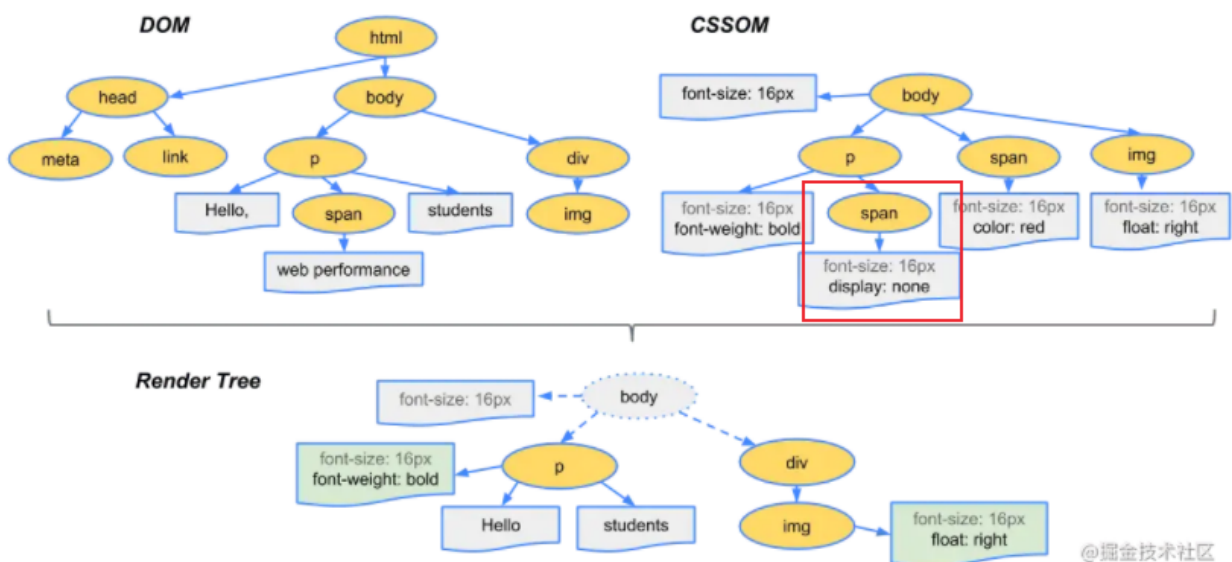 DOM
html
head
body
meta
link
p
div
Hello,
span
students
img
web performance
CSSOM
font-size: 16px
body
p
span
img
font-size: 16px
font-weight: bold
span
font-size: 16px
color: red
font-size: 16px
float: right
font-size: 16px
display: none
Render Tree
font-size: 16px
body
font-size: 16px
font-weight: bold
p
div
Hello
students
img
font-size: 16px
float: right
@掘金技术社区